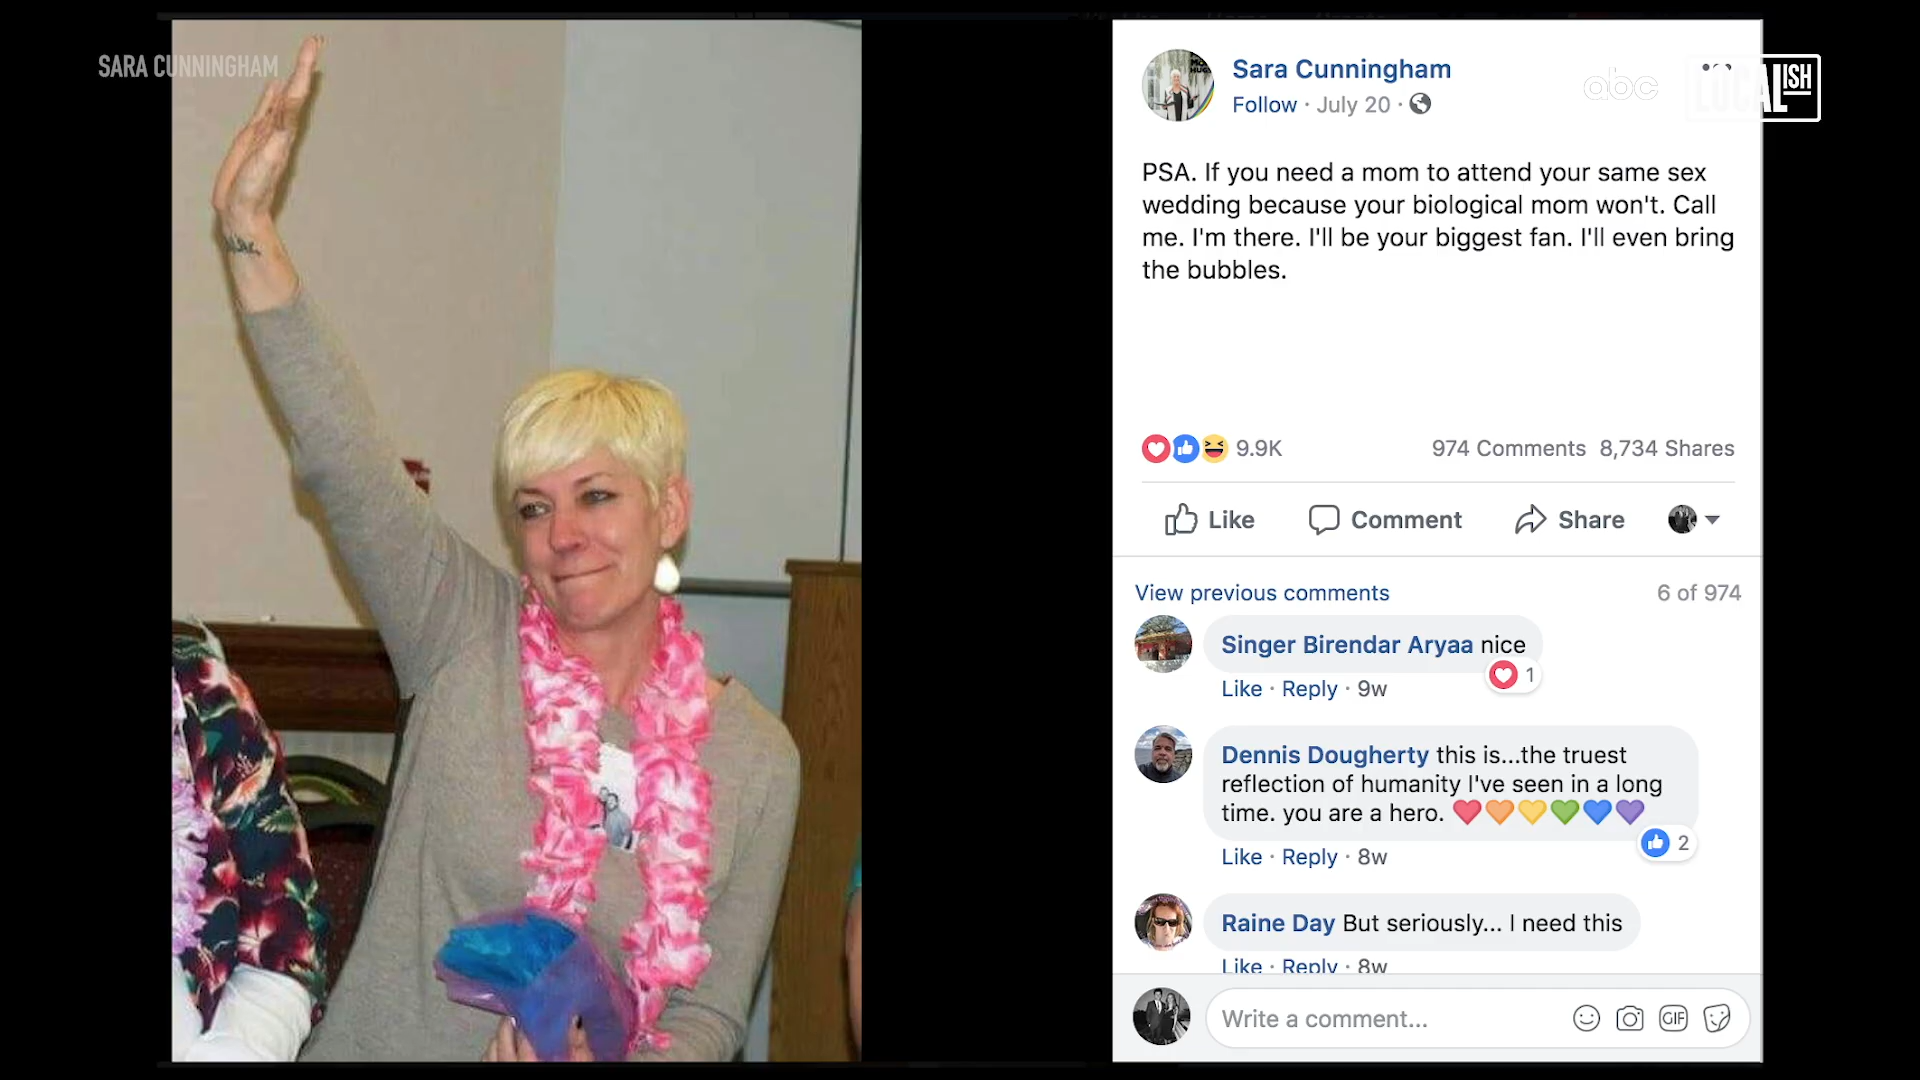 SARA CUNNINGHAM
Sara Cunningham
Follow · July 20 ·
abc
LOCALISH
PSA. If you need a mom to attend your same sex
wedding because your biological mom won't. Call
me. I'm there. I'll be your biggest fan. I'll even bring
the bubbles.
9.9K 974 Comments 8,734 Shares
Like Comment Share
View previous comments 6 of 974
Singer Birendar Aryaa nice
1
Like · Reply · 9w
Dennis Dougherty this is...the truest
reflection of humanity I've seen in a long
time. you are a hero. ❤️🧡💛💚💙💜
2
Like · Reply · 8w
Raine Day But seriously... I need this
Like · Reply · 8w
Write a comment...
GIF